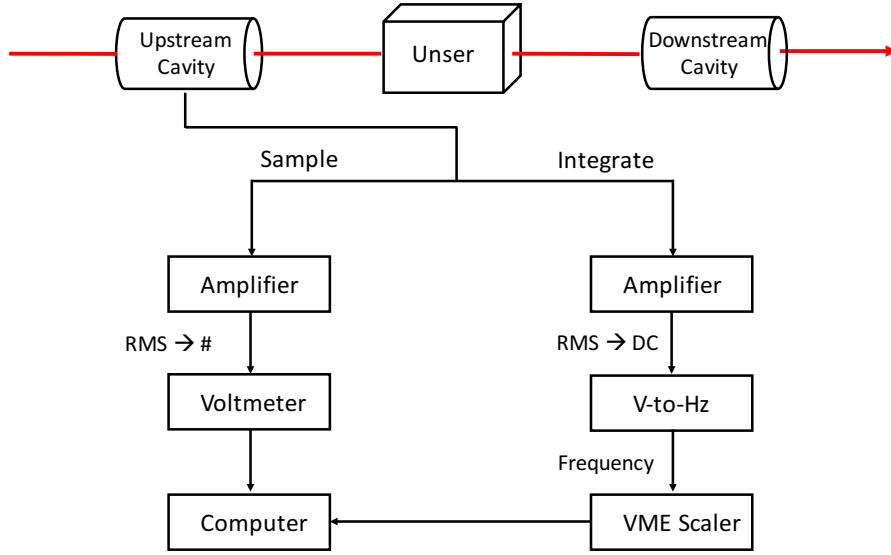 Upstream
Cavity
Unser
Downstream
Cavity
Sample
Integrate
Amplifier
Amplifier
RMS → #
RMS → DC
Voltmeter
V-to-Hz
Frequency
Computer
VME Scaler